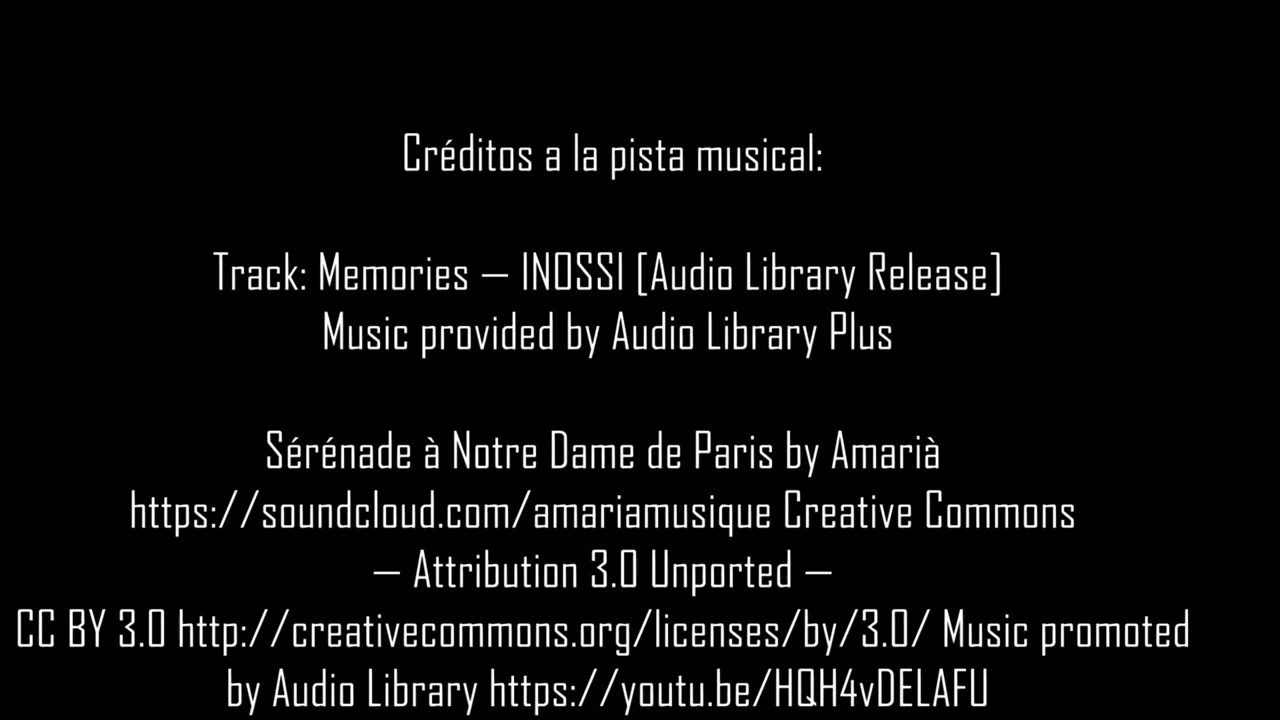 Créditos a la pista musical:
Track: Memories — INOSSI [Audio Library Release]
Music provided by Audio Library Plus
Sérénade à Notre Dame de Paris by Amarià
https://soundcloud.com/amariamusique Creative Commons
— Attribution 3.0 Unported —
CC BY 3.0 http://creativecommons.org/licenses/by/3.0/ Music promoted
by Audio Library https://youtu.be/HQH4vDELAFU